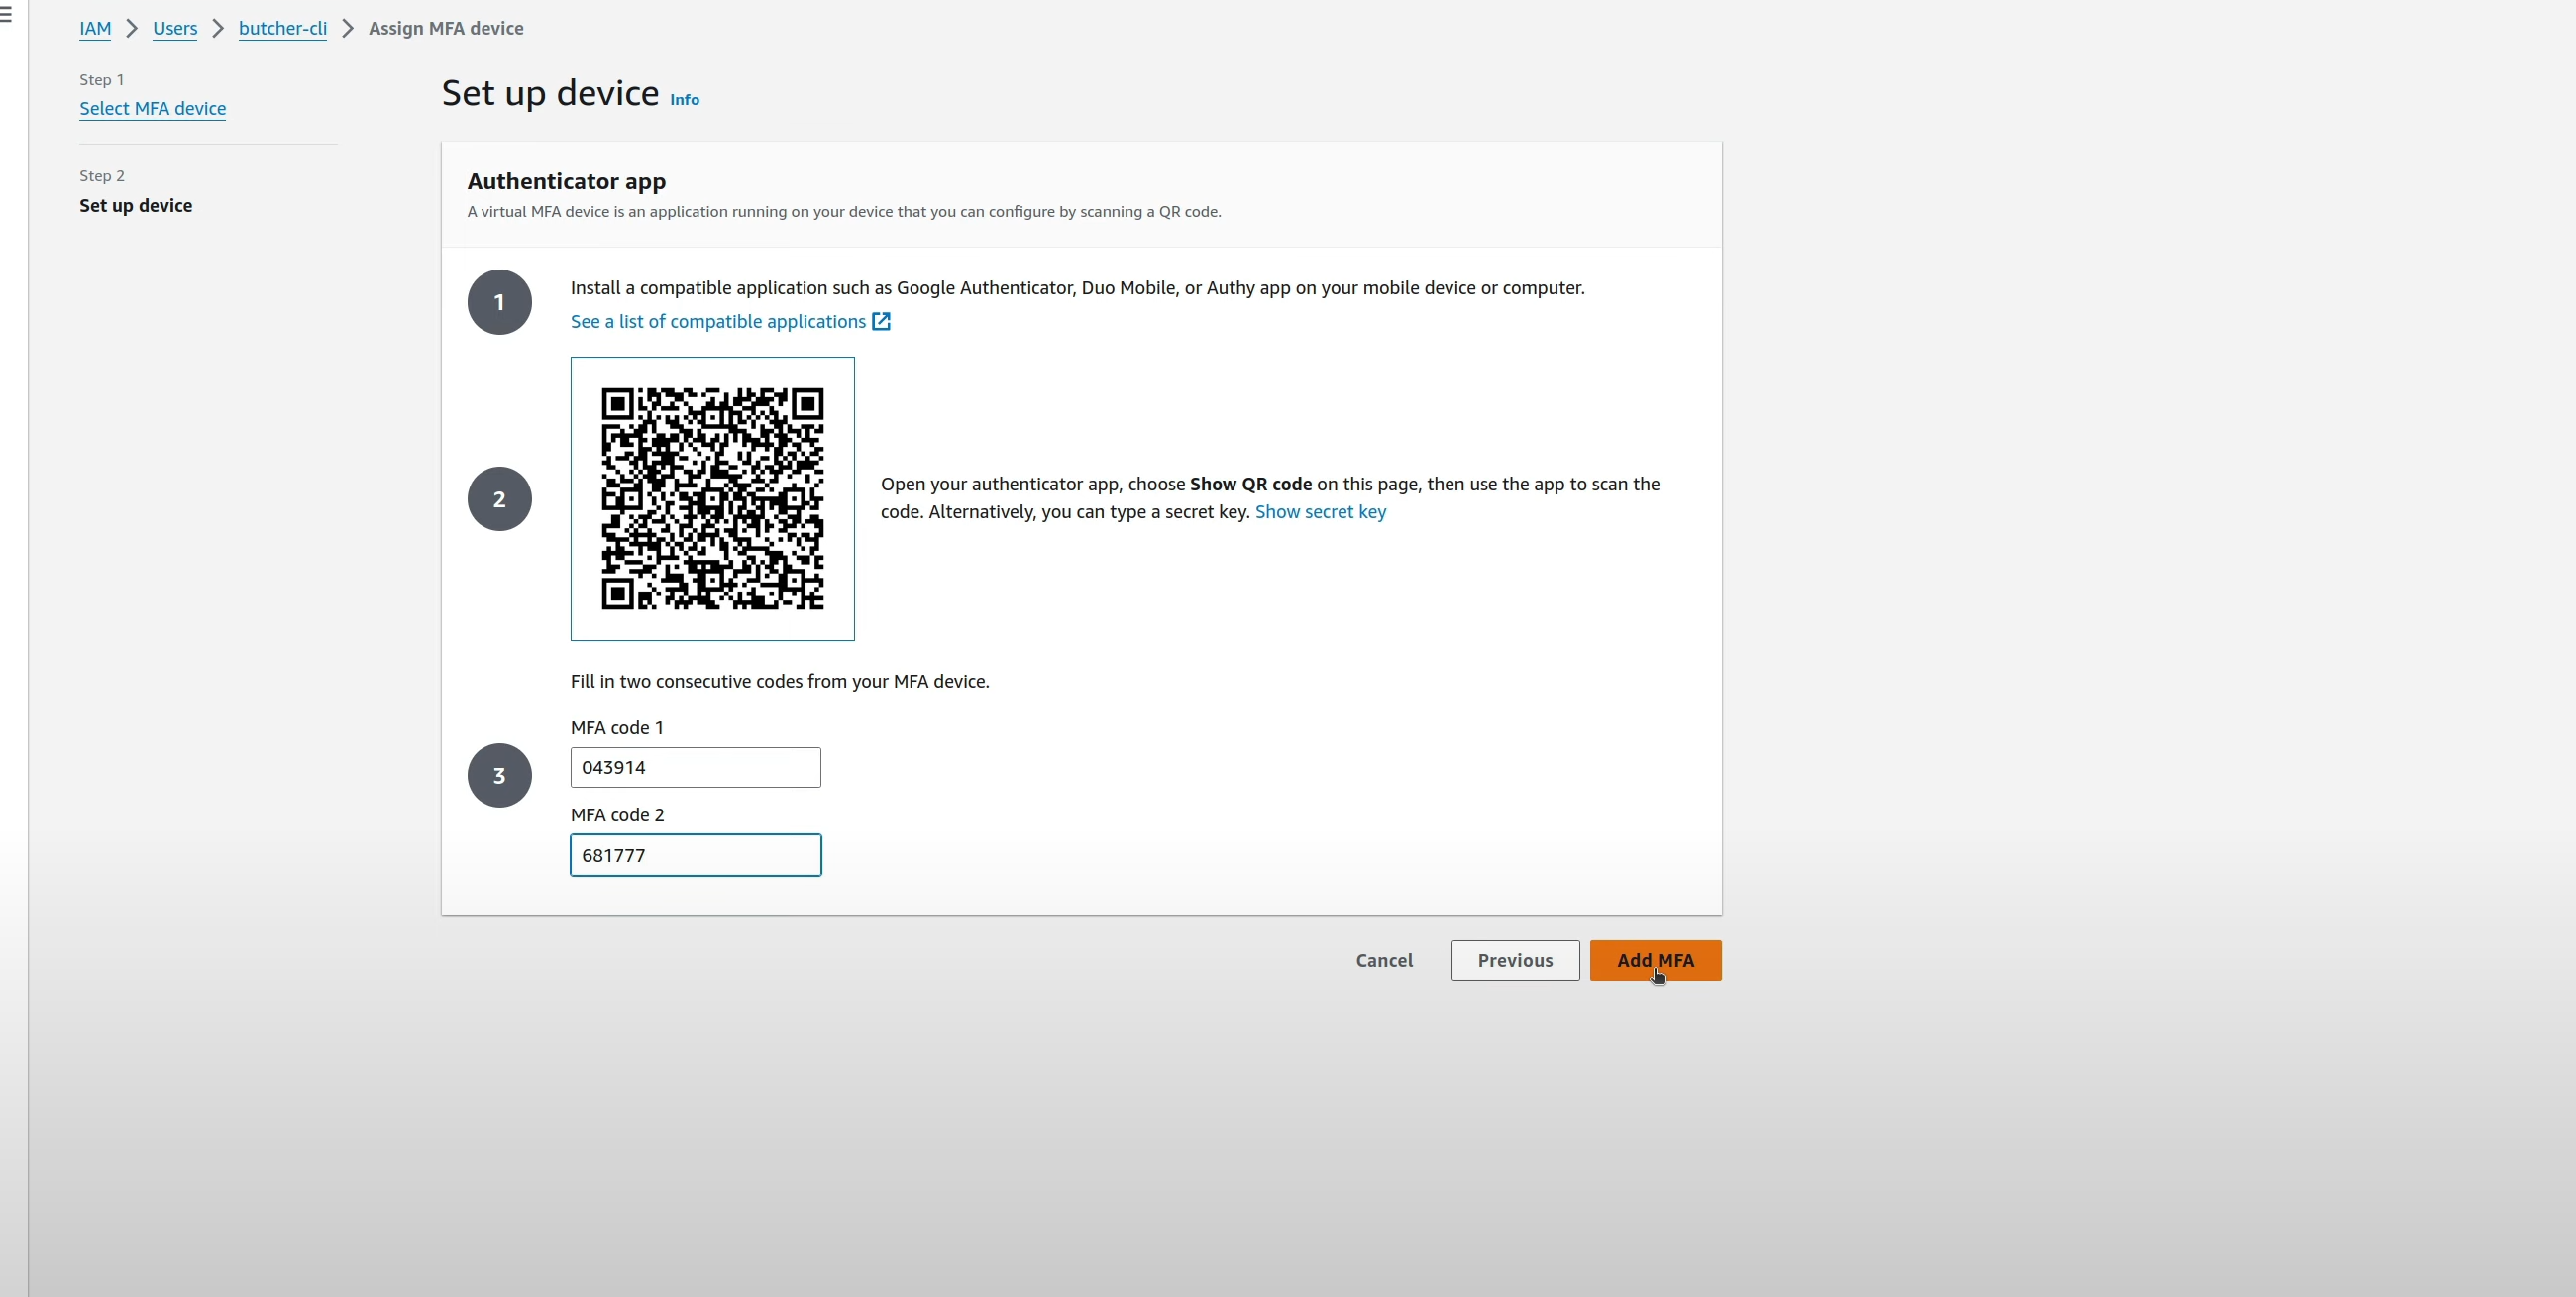 IAM > Users > butcher-cli > Assign MFA device
Step 1
Select MFA device
Step 2
Set up device
Set up device Info
Authenticator app
A virtual MFA device is an application running on your device that you can configure by scanning a QR code.
1
Install a compatible application such as Google Authenticator, Duo Mobile, or Authy app on your mobile device or computer.
See a list of compatible applications
2
Open your authenticator app, choose Show QR code on this page, then use the app to scan the
code. Alternatively, you can type a secret key. Show secret key
3
Fill in two consecutive codes from your MFA device.
MFA code 1
043914
MFA code 2
681777
Cancel
Previous
Add MFA